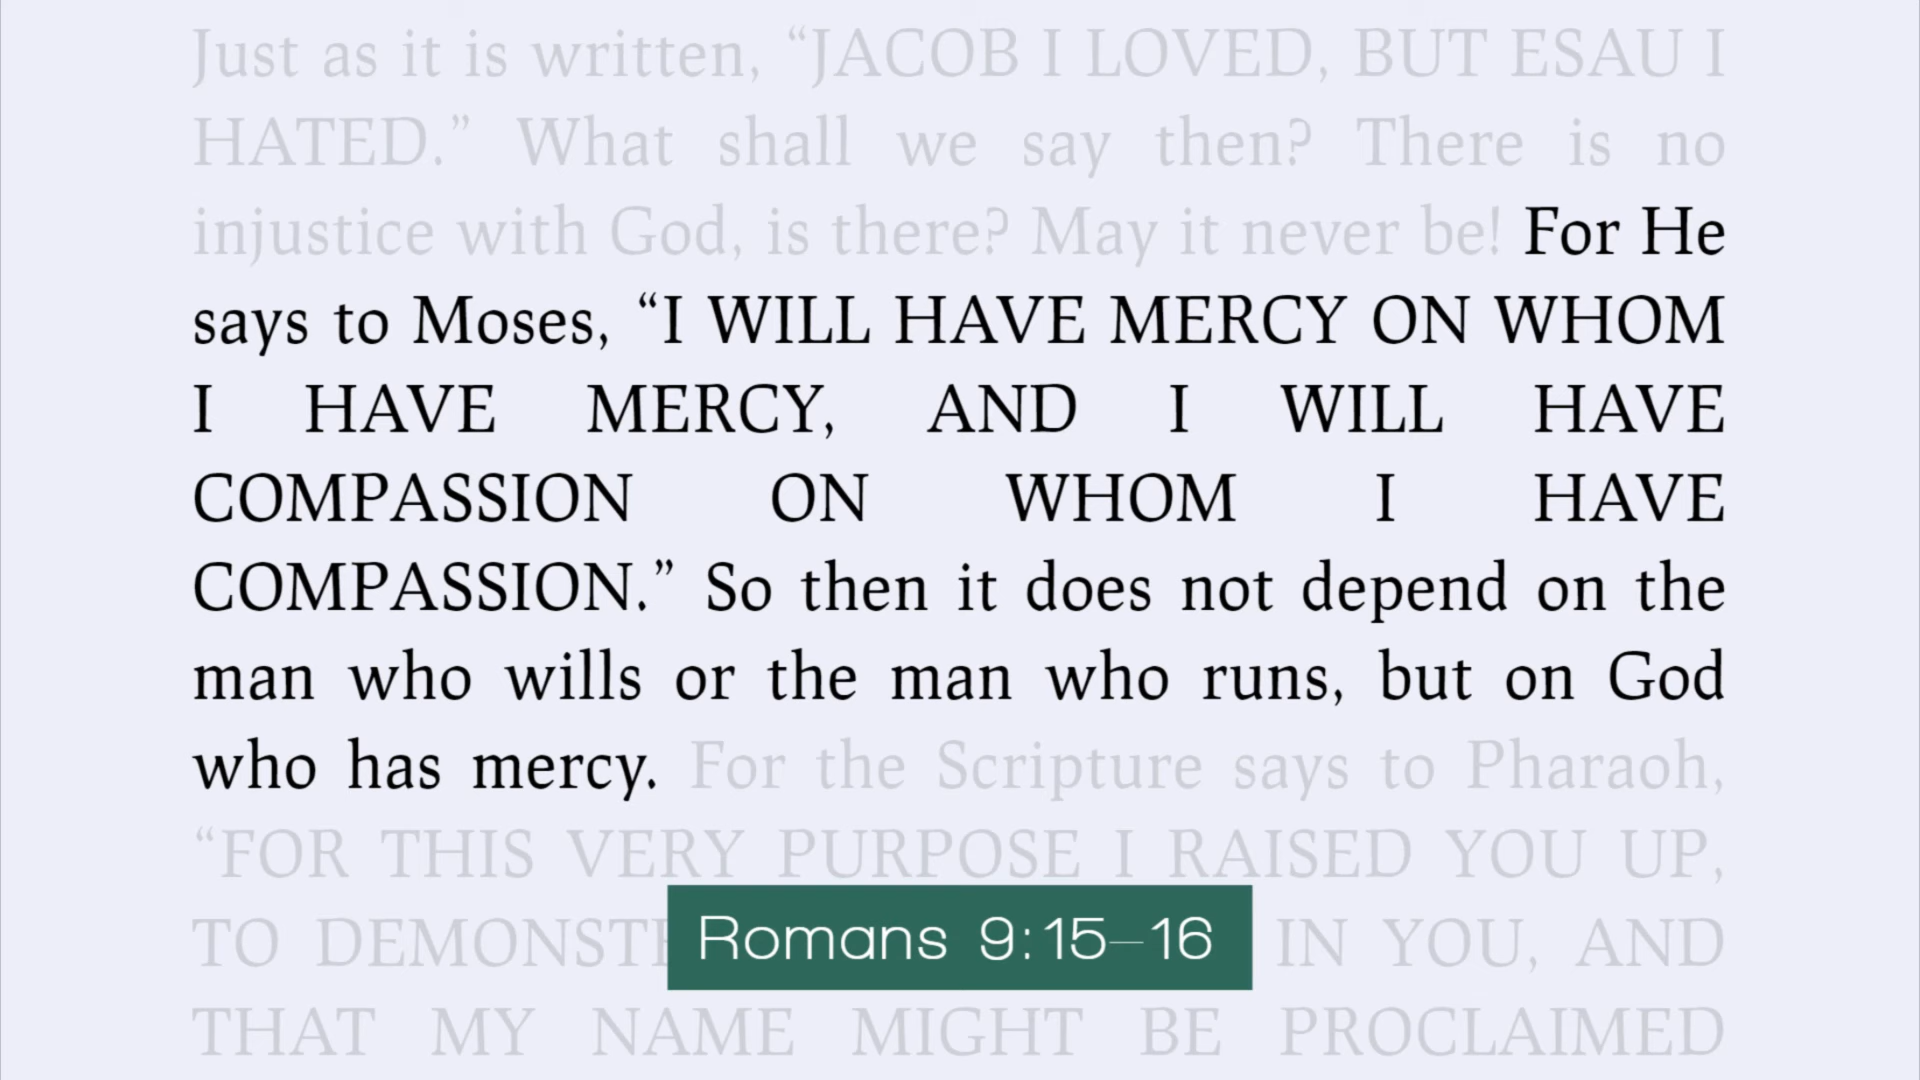 Just as it is written, “JACOB I LOVED, BUT ESAU I
HATED.” What shall we say then? There is no
injustice with God, is there? May it never be! For He
says to Moses, “I WILL HAVE MERCY ON WHOM
I HAVE MERCY, AND I WILL HAVE
COMPASSION ON WHOM I HAVE
COMPASSION.” So then it does not depend on the
man who wills or the man who runs, but on God
who has mercy. For the Scripture says to Pharaoh,
“FOR THIS VERY PURPOSE I RAISED YOU UP,
TO IN YOU, AND
Romans 9:15–16
THAT MY NAME MIGHT BE PROCLAIMED